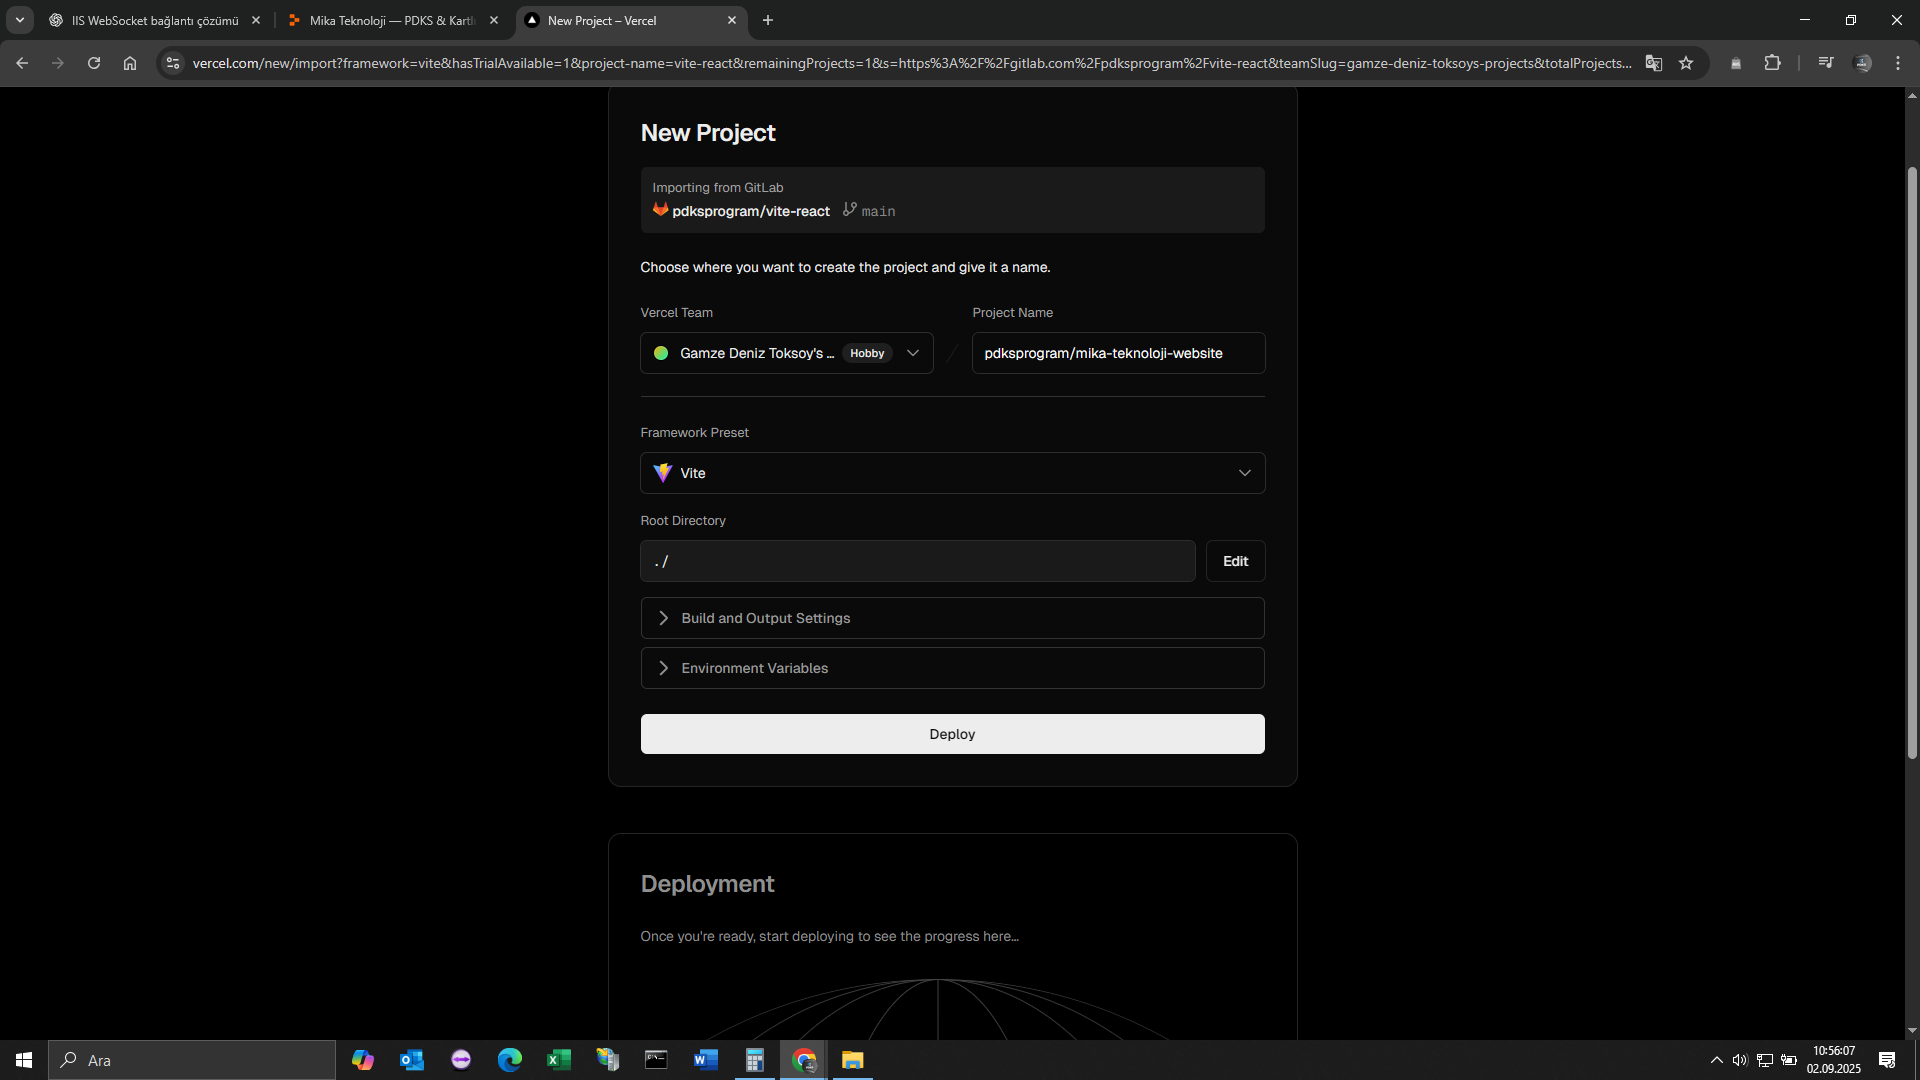 IIS WebSocket bağlantı çözümü
Mika Teknoloji — PDKS & Kartlı
New Project – Vercel
vercel.com/new/import?framework=vite&hasTrialAvailable=1&project-name=vite-react&remainingProjects=1&s=https%3A%2F%2Fgitlab.com%2Fpdksprogram%2Fvite-react&teamSlug=gamze-deniz-toksoys-projects&totalProjects...
New Project
Importing from GitLab
pdksprogram/vite-react main
Choose where you want to create the project and give it a name.
Vercel Team
Project Name
Gamze Deniz Toksoy's ... Hobby
pdksprogram/mika-teknoloji-website
Framework Preset
Vite
Root Directory
./
Edit
Build and Output Settings
Environment Variables
Deploy
Deployment
Once you're ready, start deploying to see the progress here...
Ara
10:56:07
02.09.2025